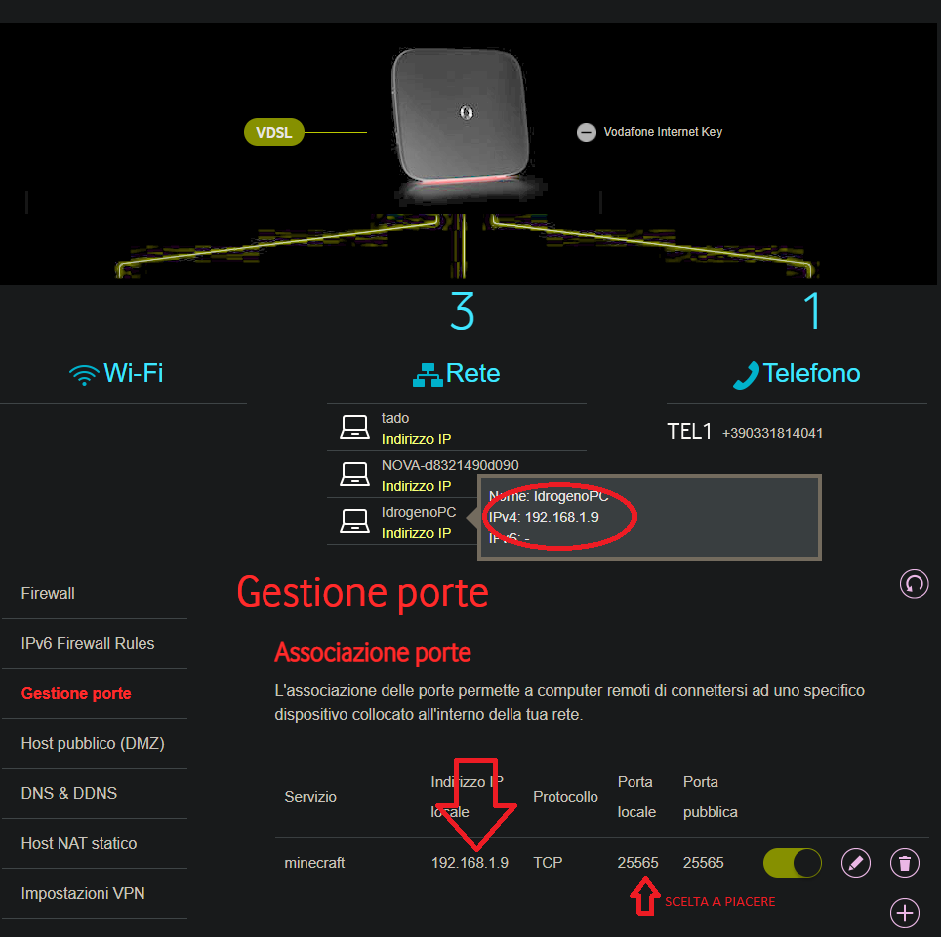 VDSL
Vodafone Internet Key
3
1
Wi-Fi
Rete
Telefono
tado
Indirizzo IP
TEL1 +390331814041
NOVA-d8321490d090
Indirizzo IP
IdrogenoPC
Indirizzo IP
Nome: IdrogenoPC
IPv4: 192.168.1.9
IPv6: -
Gestione porte
Firewall
IPv6 Firewall Rules
Gestione porte
Host pubblico (DMZ)
DNS & DDNS
Host NAT statico
Impostazioni VPN
Associazione porte
L'associazione delle porte permette a computer remoti di connettersi ad uno specifico
dispositivo collocato all'interno della tua rete.
Servizio
Indirizzo IP
locale
Protocollo
Porta
locale
Porta
pubblica
minecraft 192.168.1.9 TCP 25565 25565
SCELTA A PIACERE